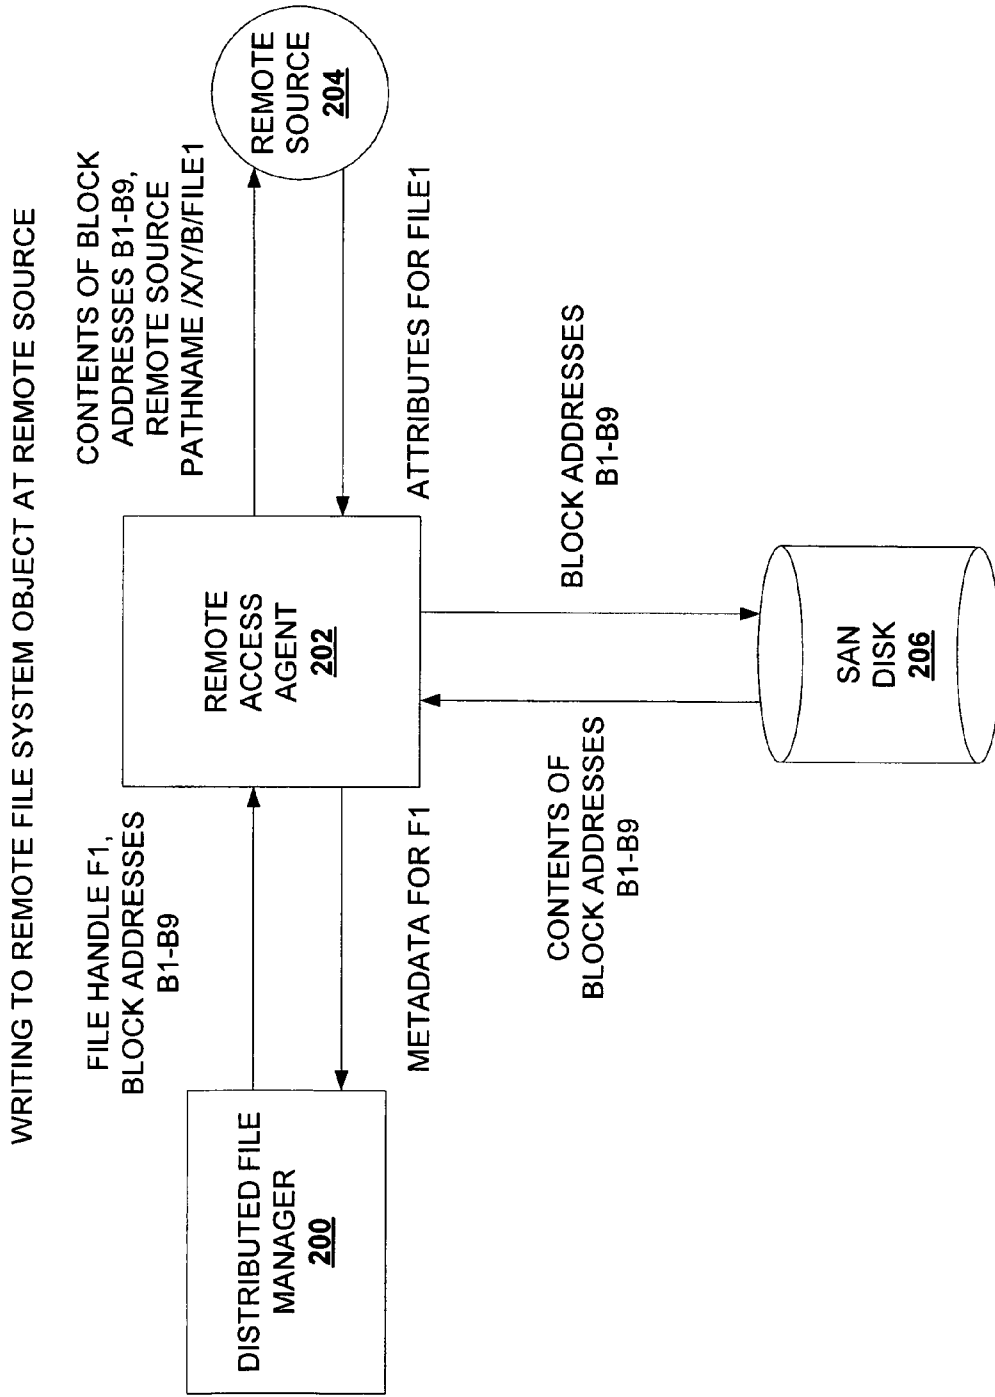 WRITING TO REMOTE FILE SYSTEM OBJECT AT REMOTE SOURCE
DISTRIBUTED FILE
MANAGER
200
FILE HANDLE F1,
BLOCK ADDRESSES
B1-B9
METADATA FOR F1
REMOTE
ACCESS
AGENT
202
CONTENTS OF BLOCK
ADDRESSES B1-B9,
REMOTE SOURCE
PATHNAME /X/Y/B/FILE1
ATTRIBUTES FOR FILE1
REMOTE
SOURCE
204
CONTENTS OF
BLOCK ADDRESSES
B1-B9
BLOCK ADDRESSES
B1-B9
SAN
DISK
206